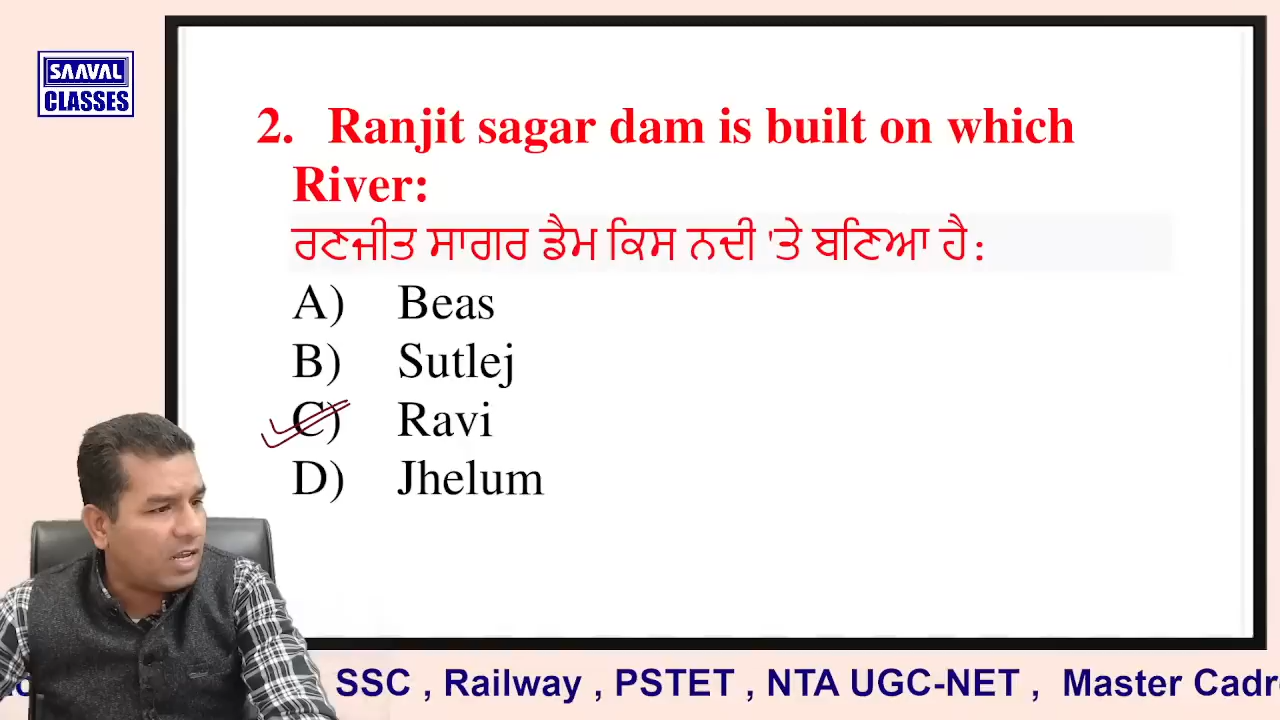 SAAVAL
CLASSES
2. Ranjit sagar dam is built on which
River:
ਰਣਜੀਤ ਸਾਗਰ ਡੈਮ ਕਿਸ ਨਦੀ 'ਤੇ ਬਣਿਆ ਹੈ:
A) Beas
B) Sutlej
C) Ravi
D) Jhelum
SSC , Railway , PSTET , NTA UGC-NET , Master